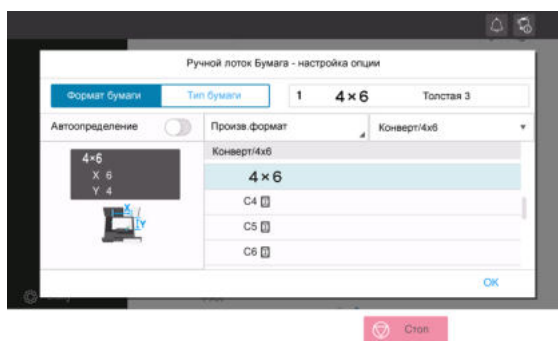 Ручной лоток Бумага - настройка опции
Формат бумаги
Тип бумаги
1 4×6 Толстая 3
Автоопределение
Произв.формат
Конверт/4x6
4×6
X 6
Y 4
X
Y
Конверт/4x6
4×6
C4
C5
C6
OK
Стоп